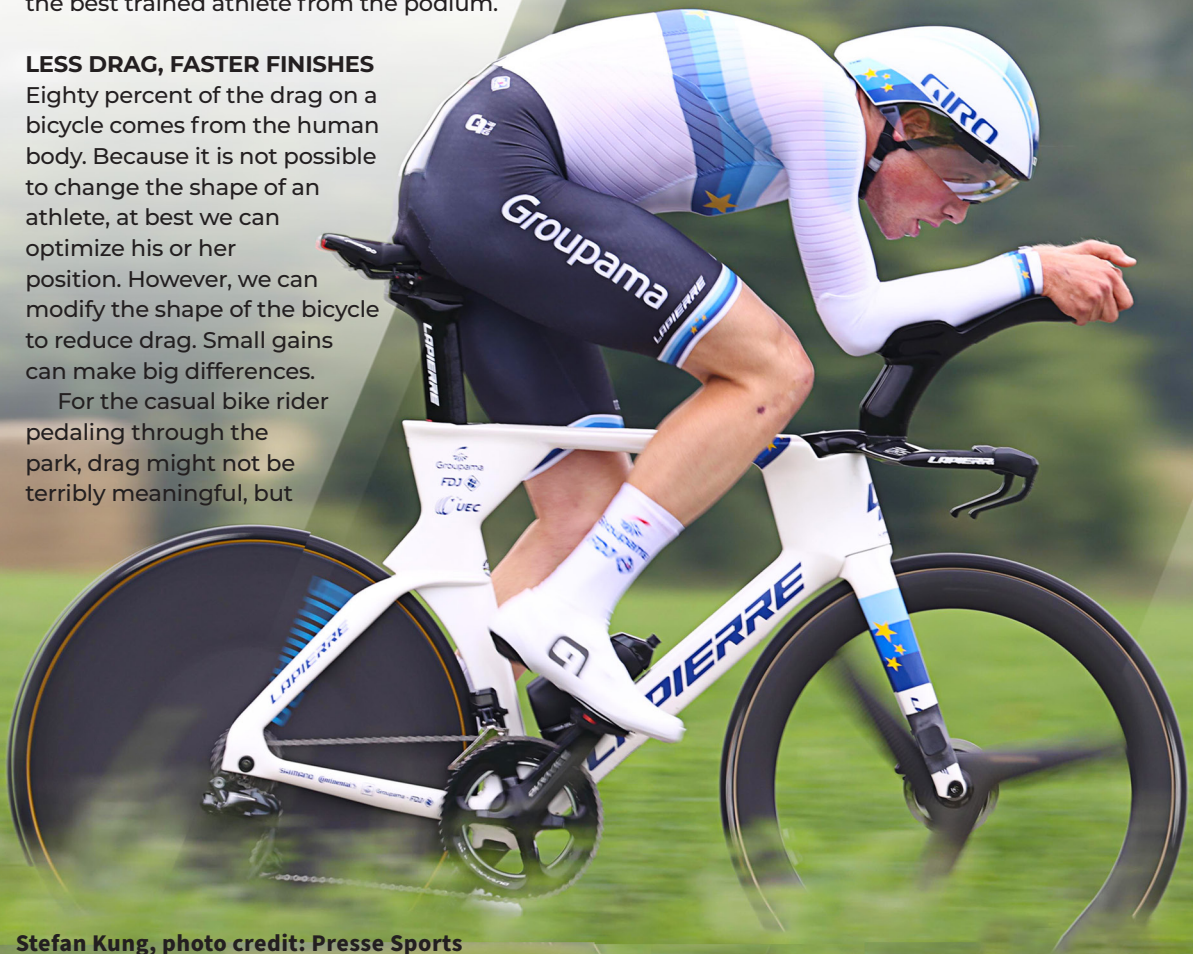 the best trained athlete from the podium.
LESS DRAG, FASTER FINISHES
Eighty percent of the drag on a
bicycle comes from the human
body. Because it is not possible
to change the shape of an
athlete, at best we can
optimize his or her
position. However, we can
modify the shape of the bicycle
to reduce drag. Small gains
can make big differences.
For the casual bike rider
pedaling through the
park, drag might not be
terribly meaningful, but
GIRO
Groupama
LAPIERRE
LAPIERRE
LAPIERRE
Groupama
FDJ
UEC
LAPIERRE
LAPIERRE
SHIMANO
Groupama - FDJ
Stefan Kung, photo credit: Presse Sports